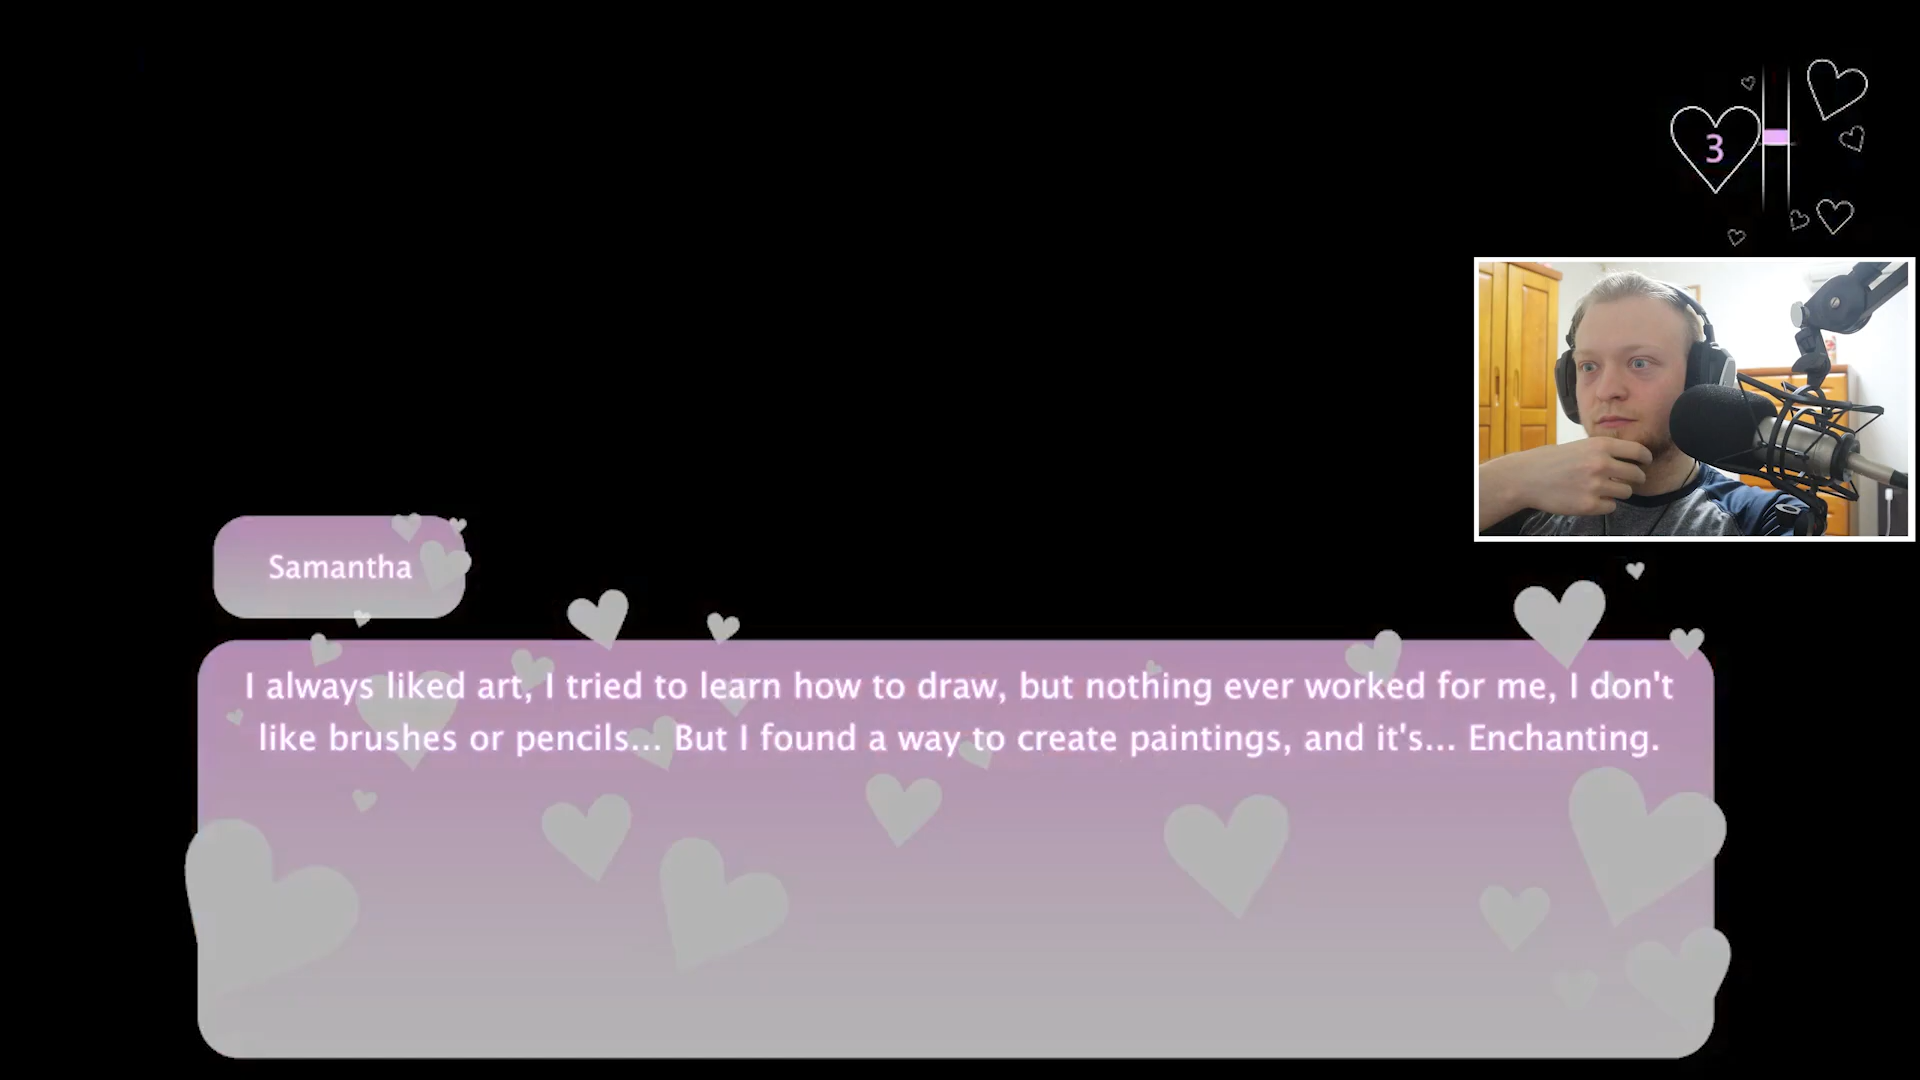 3
Samantha
I always liked art, I tried to learn how to draw, but nothing ever worked for me, I don't
like brushes or pencils... But I found a way to create paintings, and it's... Enchanting.